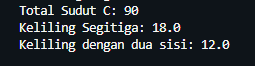 Total Sudut C: 90
Keliling Segitiga: 18.0
Keliling dengan dua sisi: 12.0